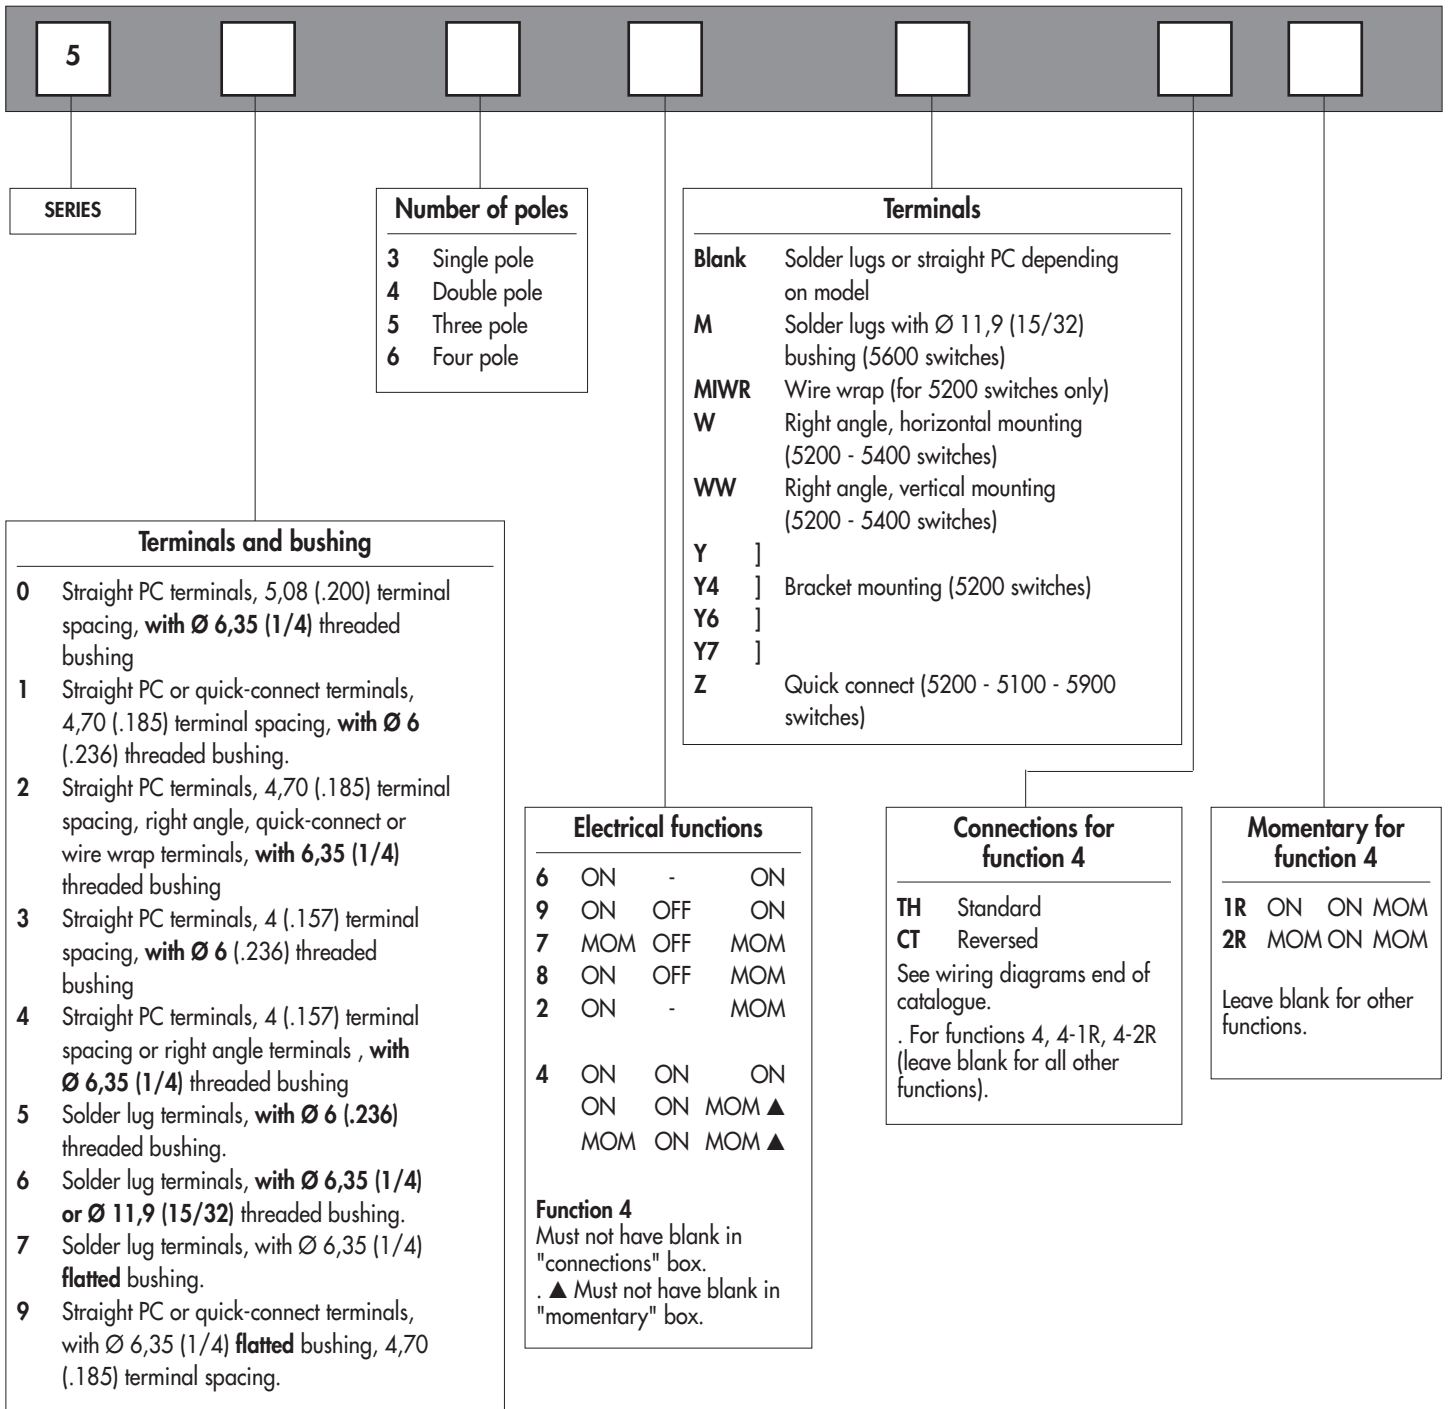 5
SERIES
Number of poles
3 Single pole
4 Double pole
5 Three pole
6 Four pole
Terminals
Blank Solder lugs or straight PC depending
on model
M Solder lugs with Ø 11,9 (15/32)
bushing (5600 switches)
MIWR Wire wrap (for 5200 switches only)
W Right angle, horizontal mounting
(5200 - 5400 switches)
WW Right angle, vertical mounting
(5200 - 5400 switches)
Y ]
Y4 ] Bracket mounting (5200 switches)
Y6 ]
Y7 ]
Z Quick connect (5200 - 5100 - 5900
switches)
Terminals and bushing
0 Straight PC terminals, 5,08 (.200) terminal
spacing, with Ø 6,35 (1/4) threaded
bushing
1 Straight PC or quick-connect terminals,
4,70 (.185) terminal spacing, with Ø 6
(.236) threaded bushing.
2 Straight PC terminals, 4,70 (.185) terminal
spacing, right angle, quick-connect or
wire wrap terminals, with 6,35 (1/4)
threaded bushing
3 Straight PC terminals, 4 (.157) terminal
spacing, with Ø 6 (.236) threaded
bushing
4 Straight PC terminals, 4 (.157) terminal
spacing or right angle terminals , with
Ø 6,35 (1/4) threaded bushing
5 Solder lug terminals, with Ø 6 (.236)
threaded bushing.
6 Solder lug terminals, with Ø 6,35 (1/4)
or Ø 11,9 (15/32) threaded bushing.
7 Solder lug terminals, with Ø 6,35 (1/4)
flatted bushing.
9 Straight PC or quick-connect terminals,
with Ø 6,35 (1/4) flatted bushing, 4,70
(.185) terminal spacing.
Electrical functions
6 ON - ON
9 ON OFF ON
7 MOM OFF MOM
8 ON OFF MOM
2 ON - MOM
4 ON ON ON
ON ON MOM ▲
MOM ON MOM ▲
Function 4
Must not have blank in
"connections" box.
. ▲ Must not have blank in
"momentary" box.
Connections for
function 4
TH Standard
CT Reversed
See wiring diagrams end of
catalogue.
. For functions 4, 4-1R, 4-2R
(leave blank for all other
functions).
Momentary for
function 4
1R ON ON MOM
2R MOM ON MOM
Leave blank for other
functions.